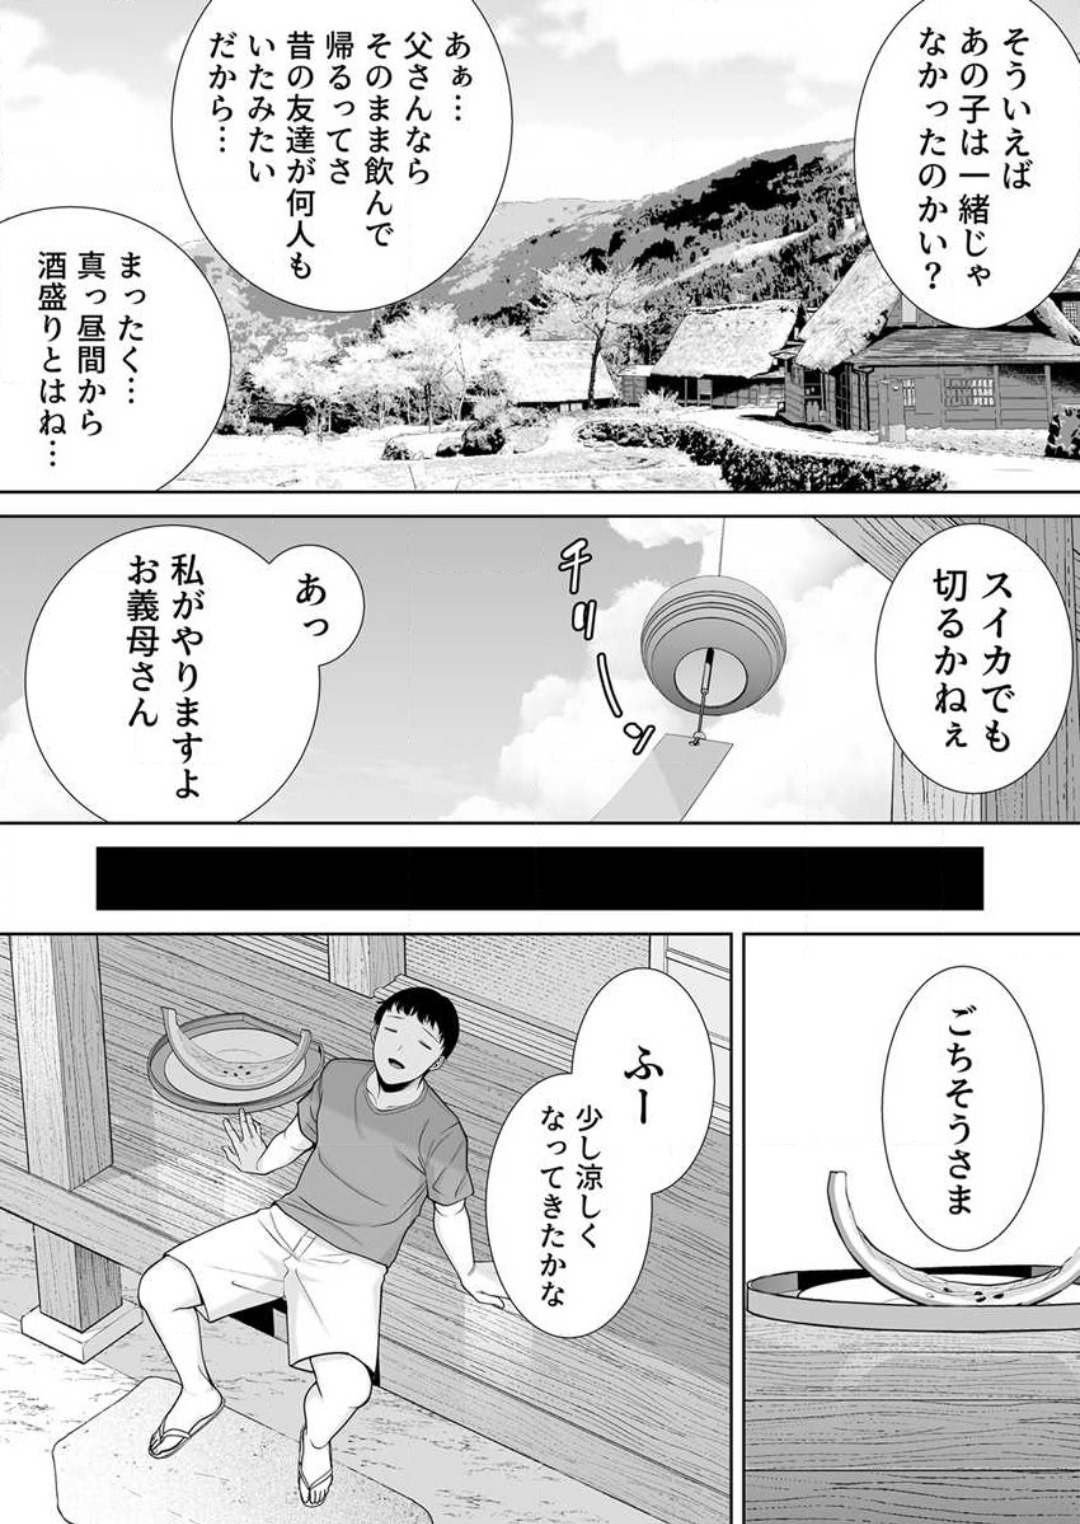 そういえば
あの子は一緒じゃ
なかったのかい？
あぁ…
父さんなら
そのまま飲んで
帰るってさ
昔の友達が何人も
いたみたい
だから…
まったく…
真っ昼間から
酒盛りとはね…
スイカでも
切るかねぇ
チリーン
あっ
私がやりますよ
お義母さん
ごちそうさま
ふー
少し涼しく
なってきたかな